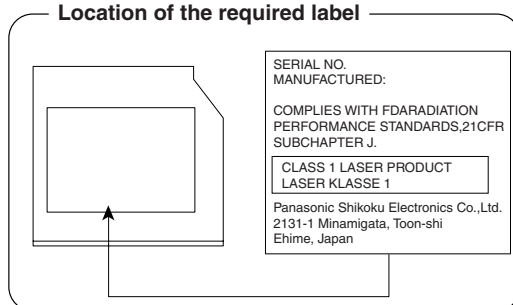 Location of the required label
SERIAL NO.
MANUFACTURED:
COMPLIES WITH FDARADIATION
PERFORMANCE STANDARDS,21CFR
SUBCHAPTER J.
CLASS 1 LASER PRODUCT
LASER KLASSE 1
Panasonic Shikoku Electronics Co.,Ltd.
2131-1 Minamigata, Toon-shi
Ehime, Japan